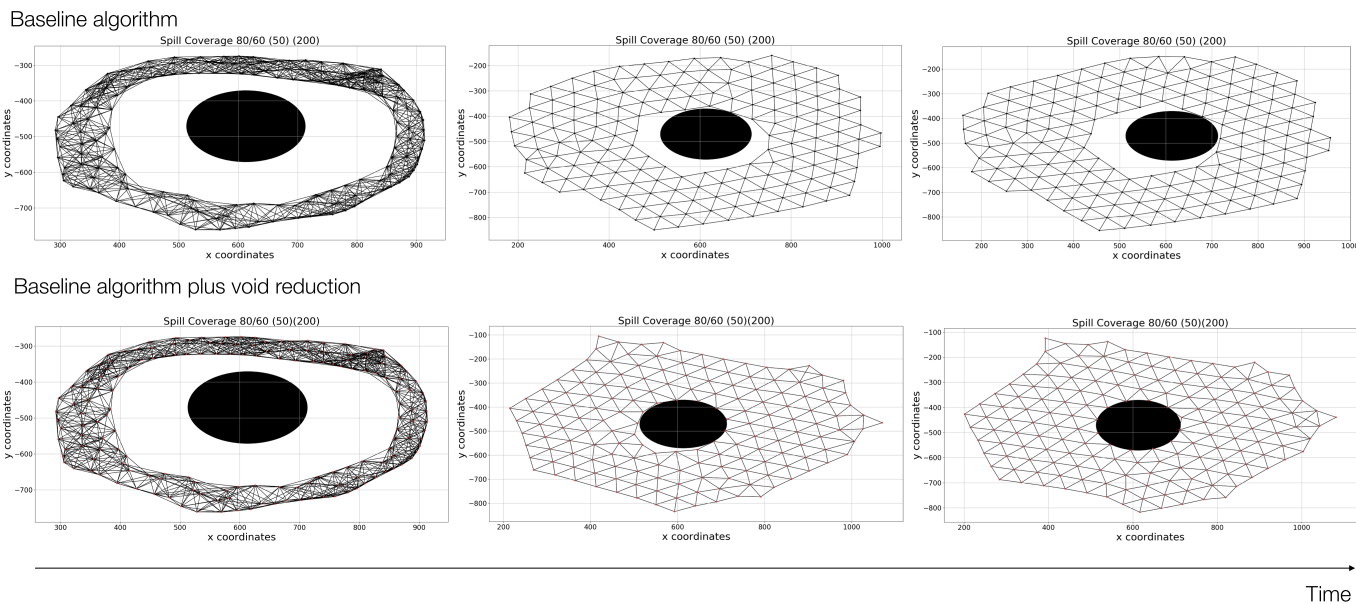 Baseline algorithm
Spill Coverage 80/60 (50) (200)
−300
−400
−500
−600
−700
y coordinates
300 400 500 600 700 800 900
x coordinates
Spill Coverage 80/60 (50) (200)
−200
−300
−400
−500
−600
−700
−800
y coordinates
200 400 600 800 1000
x coordinates
Spill Coverage 80/60 (50) (200)
−200
−300
−400
−500
−600
−700
−800
y coordinates
200 300 400 500 600 700 800 900 1000
x coordinates
Baseline algorithm plus void reduction
Spill Coverage 80/60 (50)(200)
−300
−400
−500
−600
−700
y coordinates
300 400 500 600 700 800 900
x coordinates
Spill Coverage 80/60 (50)(200)
−100
−200
−300
−400
−500
−600
−700
−800
y coordinates
200 400 600 800 1000
x coordinates
Spill Coverage 80/60 (50)(200)
−100
−200
−300
−400
−500
−600
−700
−800
y coordinates
200 400 600 800 1000
x coordinates
Time